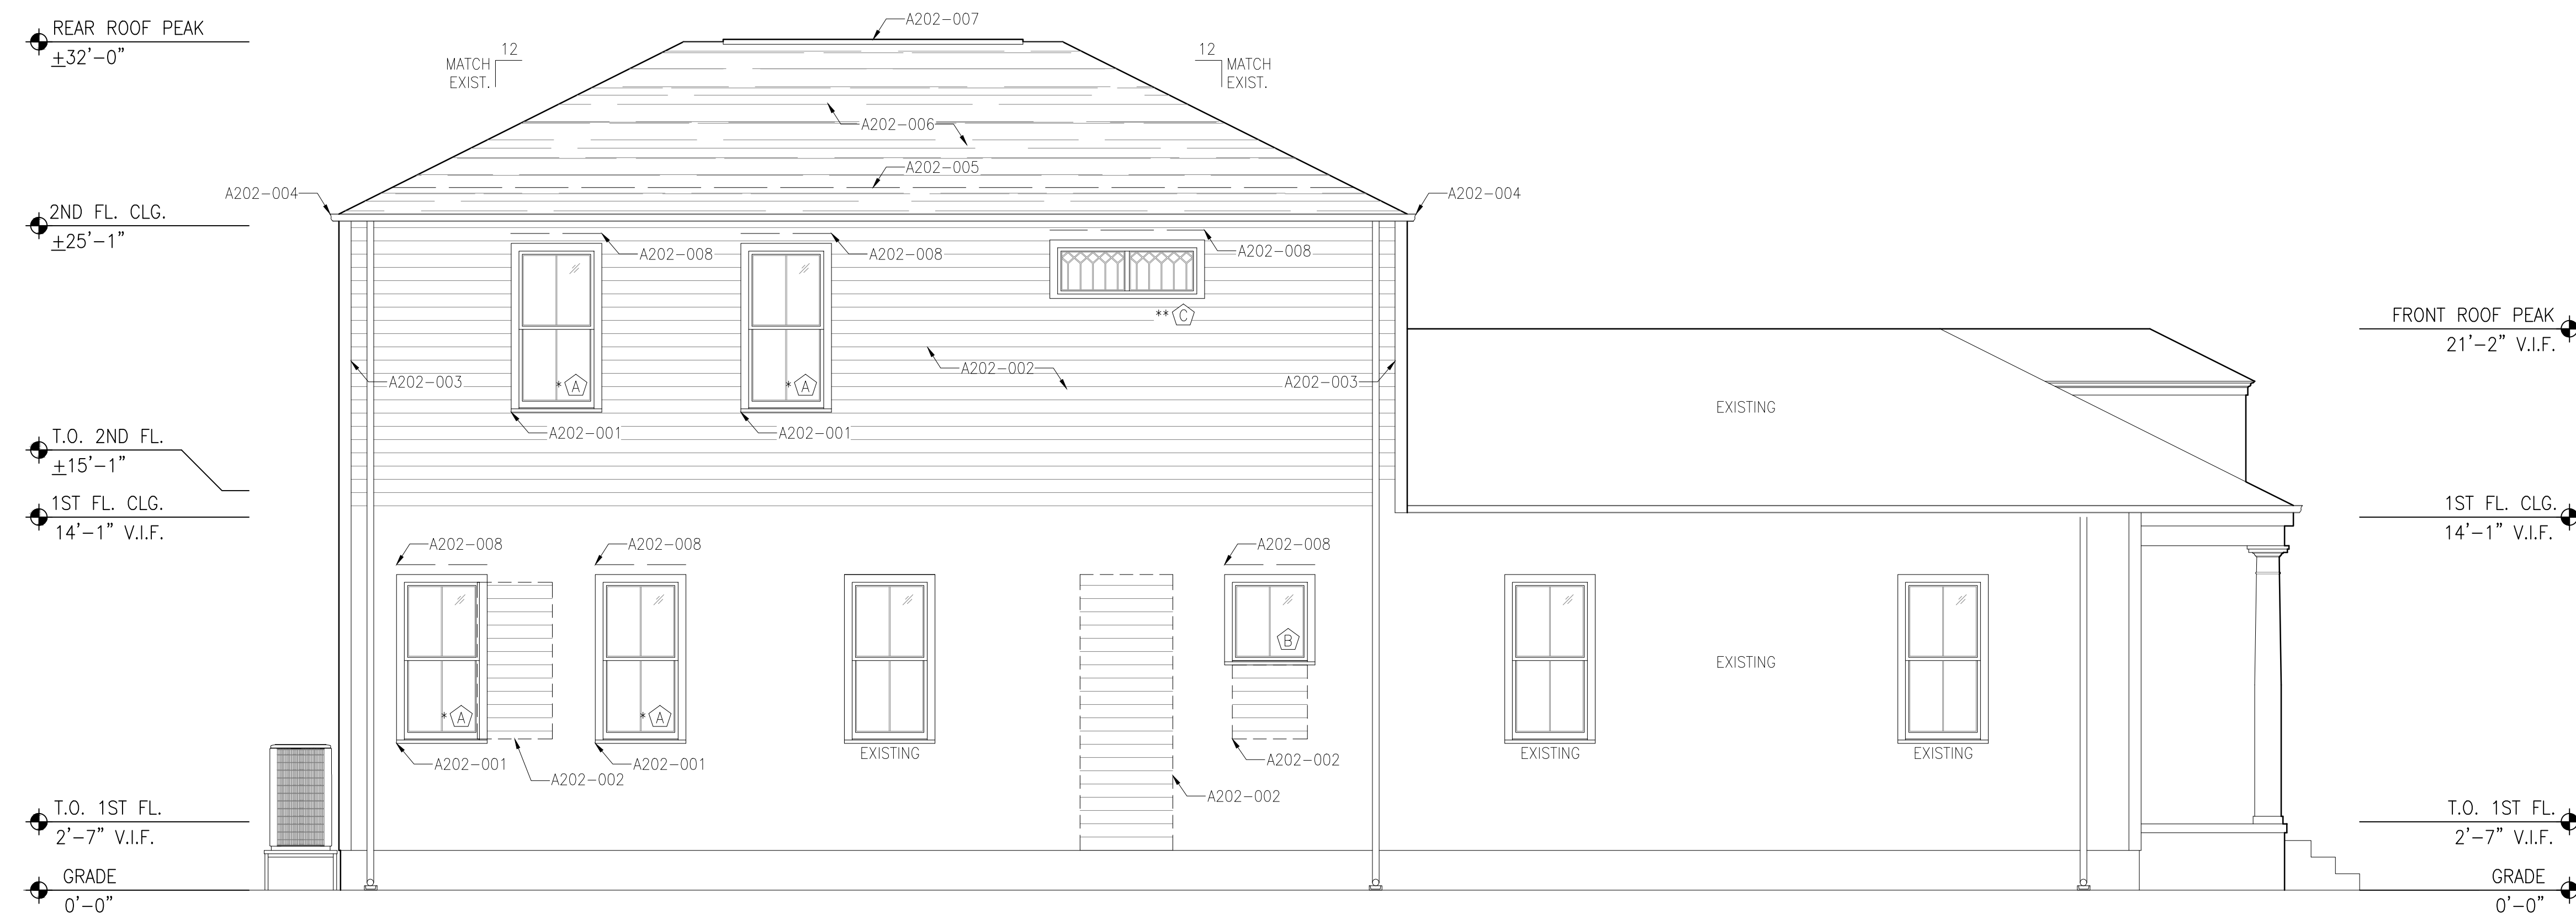 REAR ROOF PEAK
±32'-0"
A202-007
12
MATCH
EXIST.
12
MATCH
EXIST.
A202-006
A202-005
A202-004
A202-004
2ND FL. CLG.
±25'-1"
A202-008
A202-008
A202-008
** C
FRONT ROOF PEAK
21'-2" V.I.F.
A202-002
A202-003
* A
* A
A202-003
EXISTING
A202-001
A202-001
T.O. 2ND FL.
±15'-1"
1ST FL. CLG.
14'-1" V.I.F.
1ST FL. CLG.
14'-1" V.I.F.
A202-008
A202-008
A202-008
B
EXISTING
* A
* A
EXISTING
EXISTING
EXISTING
A202-001
A202-001
A202-002
A202-002
A202-002
T.O. 1ST FL.
2'-7" V.I.F.
T.O. 1ST FL.
2'-7" V.I.F.
GRADE
0'-0"
GRADE
0'-0"